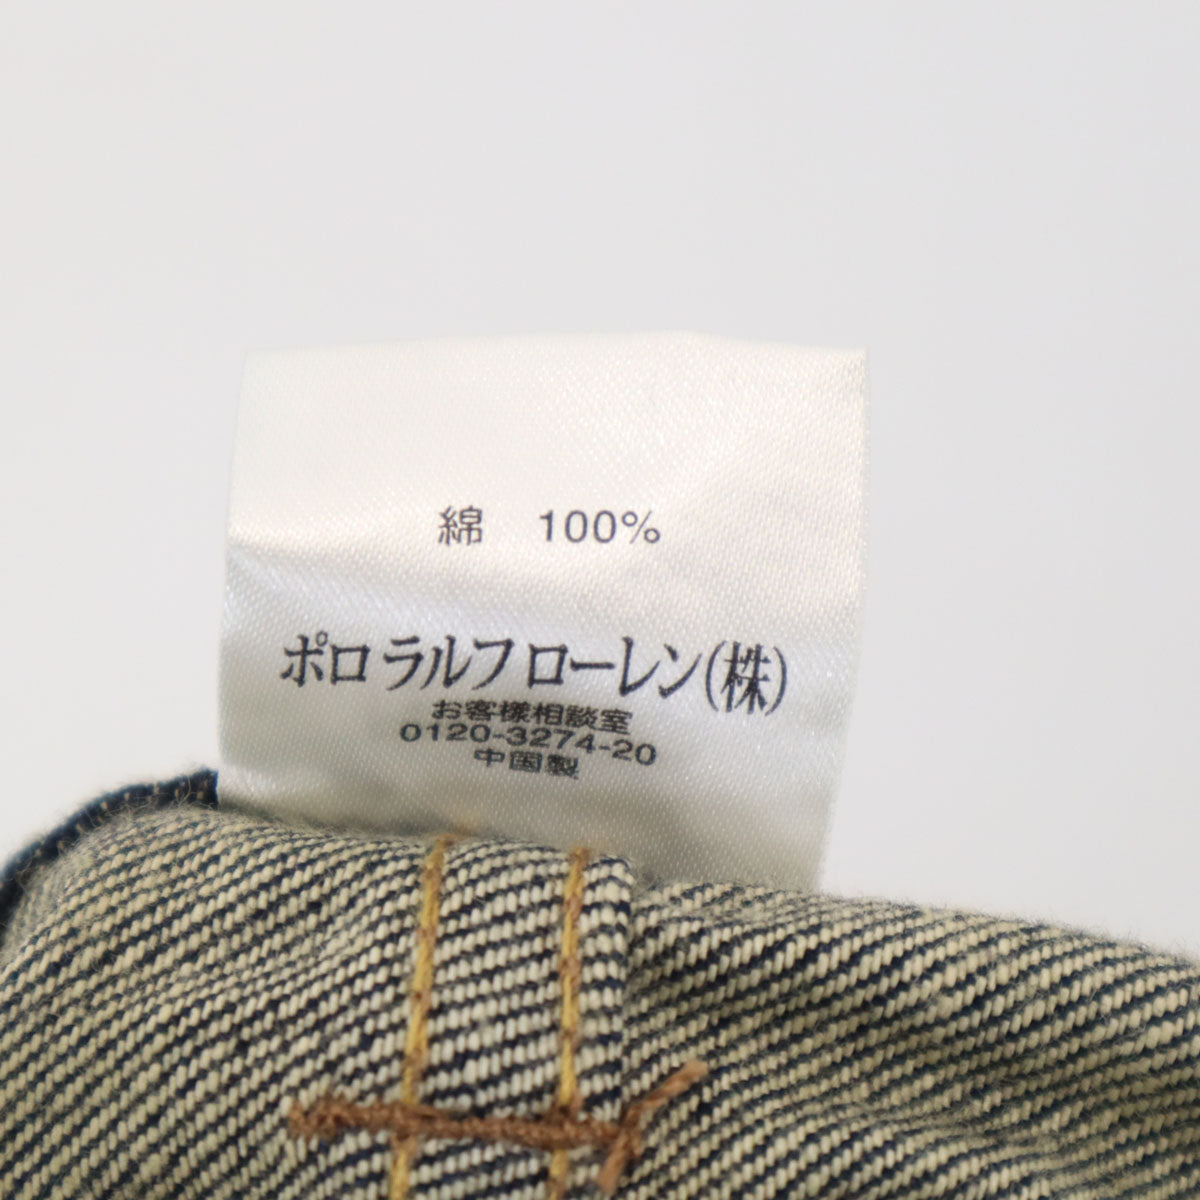 綿　100%
ポロ ラルフ ローレン(株)
お客様相談室
0120-3274-20
中国製